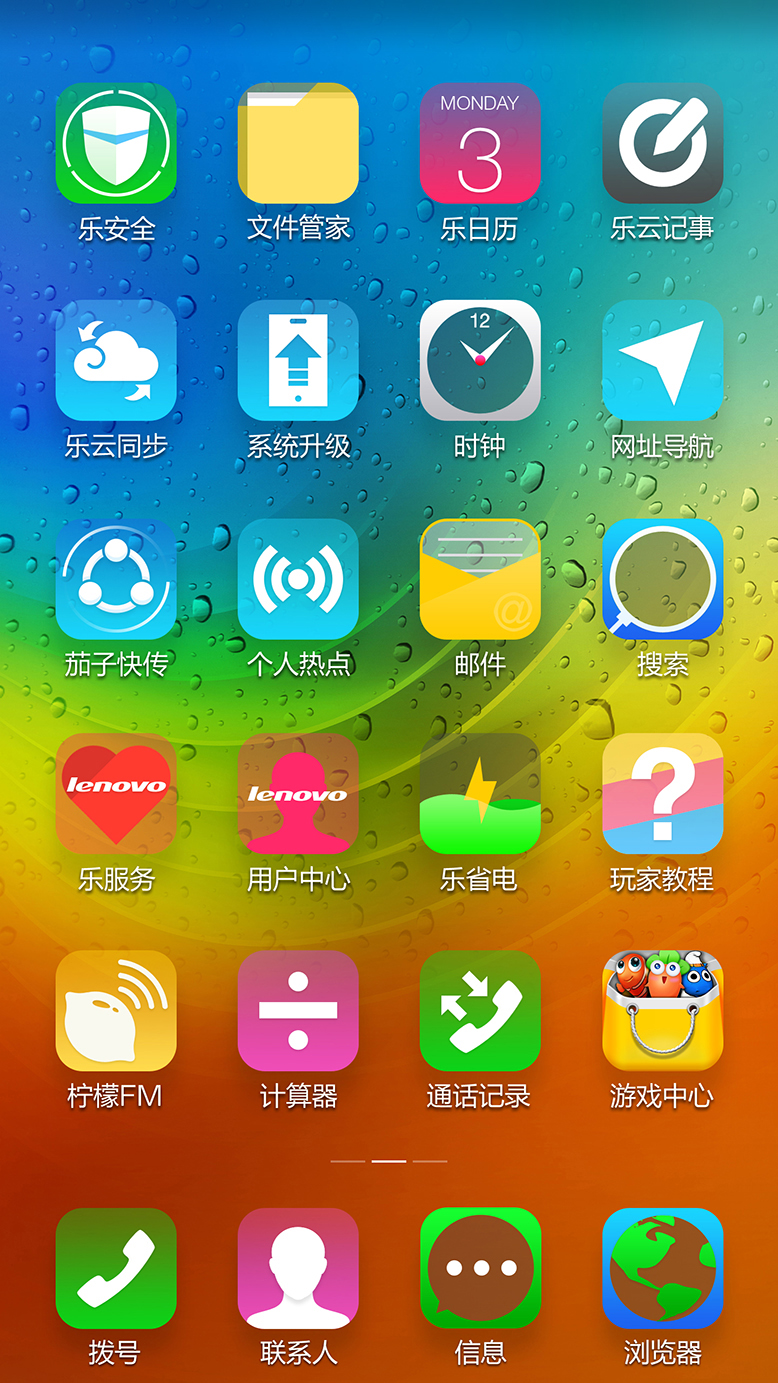 MONDAY
3
乐安全
文件管家
乐日历
乐云记事
12
乐云同步
系统升级
时钟
网址导航
@
茄子快传
个人热点
邮件
搜索
lenovo
lenovo
?
乐服务
用户中心
乐省电
玩家教程
柠檬FM
计算器
通话记录
游戏中心
拨号
联系人
信息
浏览器